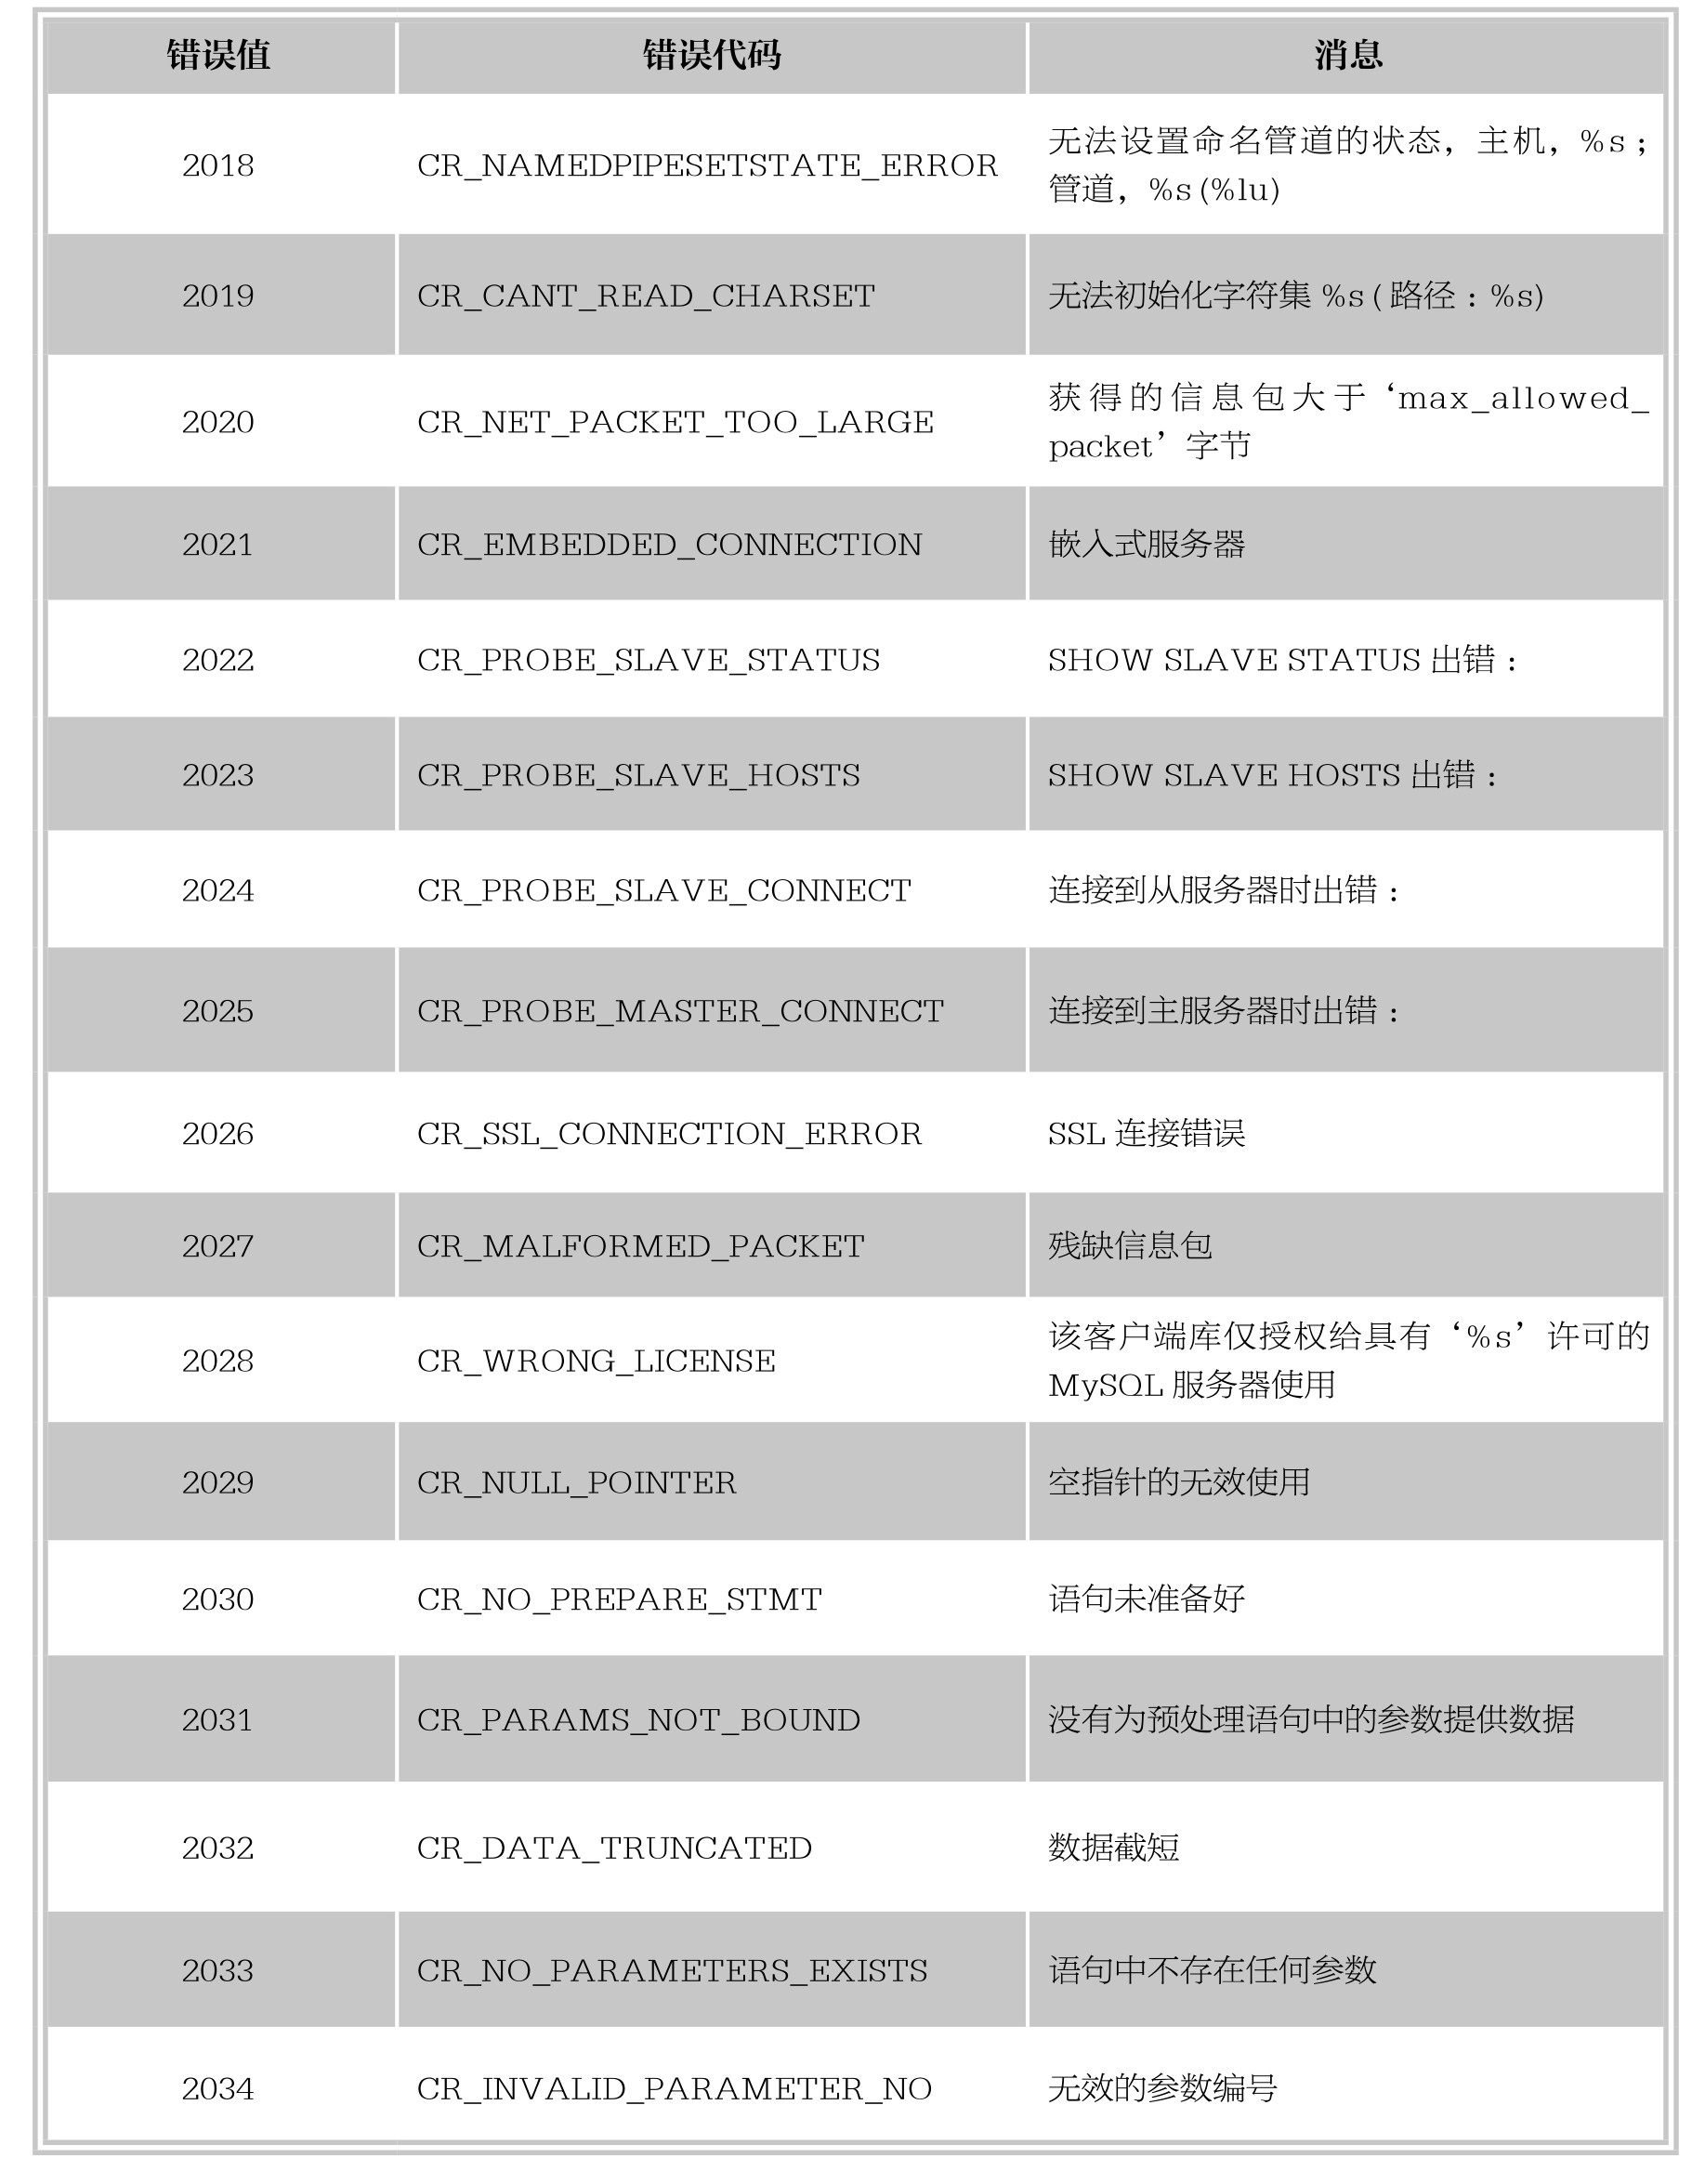 错误值 错误代码 消息
2018 CR_NAMEDPIPESETSTATE_ERROR 无法设置命名管道的状态，主机，%s；
管道，%s (%lu)
2019 CR_CANT_READ_CHARSET 无法初始化字符集 %s ( 路径：%s)
2020 CR_NET_PACKET_TOO_LARGE 获得的信息包大于‘max_allowed_
packet’字节
2021 CR_EMBEDDED_CONNECTION 嵌入式服务器
2022 CR_PROBE_SLAVE_STATUS SHOW SLAVE STATUS 出错：
2023 CR_PROBE_SLAVE_HOSTS SHOW SLAVE HOSTS 出错：
2024 CR_PROBE_SLAVE_CONNECT 连接到从服务器时出错：
2025 CR_PROBE_MASTER_CONNECT 连接到主服务器时出错：
2026 CR_SSL_CONNECTION_ERROR SSL 连接错误
2027 CR_MALFORMED_PACKET 残缺信息包
2028 CR_WRONG_LICENSE 该客户端库仅授权给具有‘%s’许可的
MySQL 服务器使用
2029 CR_NULL_POINTER 空指针的无效使用
2030 CR_NO_PREPARE_STMT 语句未准备好
2031 CR_PARAMS_NOT_BOUND 没有为预处理语句中的参数提供数据
2032 CR_DATA_TRUNCATED 数据截短
2033 CR_NO_PARAMETERS_EXISTS 语句中不存在任何参数
2034 CR_INVALID_PARAMETER_NO 无效的参数编号